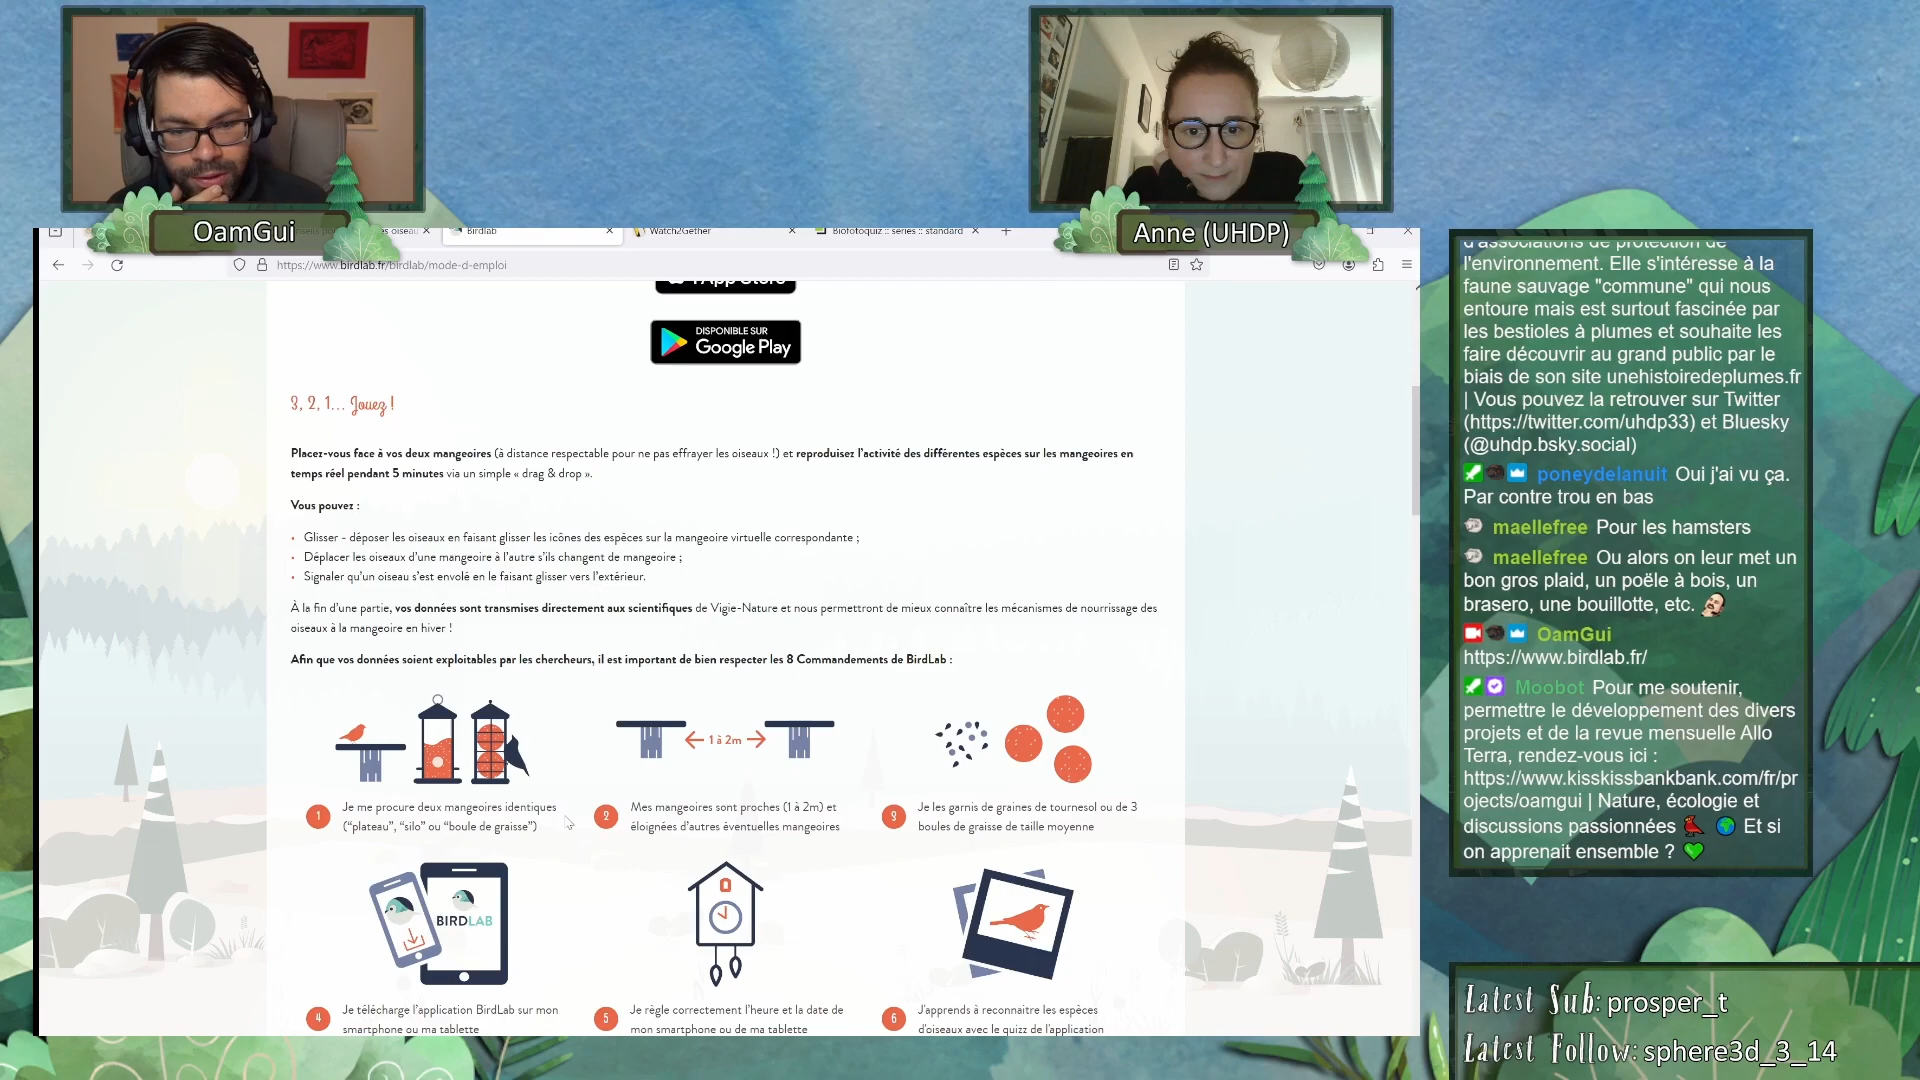 OamGui
Anne (UHDP)
Birdlab
Watch2Gether
Biofotoquiz :: séries :: standard
https://www.birdlab.fr/birdlab/mode-d-emploi
DISPONIBLE SUR
Google Play
3, 2, 1... Jouez !
Placez-vous face à vos deux mangeoires (à distance respectable pour ne pas effrayer les oiseaux !) et reproduisez l'activité des différentes espèces sur les mangeoires en
temps réel pendant 5 minutes via un simple « drag & drop ».
Vous pouvez :
• Glisser - déposer les oiseaux en faisant glisser les icônes des espèces sur la mangeoire virtuelle correspondante ;
• Déplacer les oiseaux d'une mangeoire à l'autre s'ils changent de mangeoire ;
• Signaler qu'un oiseau s'est envolé en le faisant glisser vers l'extérieur.
À la fin d'une partie, vos données sont transmises directement aux scientifiques de Vigie-Nature et nous permettront de mieux connaître les mécanismes de nourrissage des
oiseaux à la mangeoire en hiver !
Afin que vos données soient exploitables par les chercheurs, il est important de bien respecter les 8 Commandements de BirdLab :
1 à 2m
1
Je me procure deux mangeoires identiques
("plateau", "silo" ou "boule de graisse")
2
Mes mangeoires sont proches (1 à 2m) et
éloignées d'autres éventuelles mangeoires
3
Je les garnis de graines de tournesol ou de 3
boules de graisse de taille moyenne
BIRDLAB
4
Je télécharge l'application BirdLab sur mon
smartphone ou ma tablette
5
Je règle correctement l'heure et la date de
mon smartphone ou de ma tablette
6
J'apprends à reconnaitre les espèces
d'oiseaux avec le quizz de l'application
d'associations de protection de
l'environnement. Elle s'intéresse à la
faune sauvage "commune" qui nous
entoure mais est surtout fascinée par
les bestioles à plumes et souhaite les
faire découvrir au grand public par le
biais de son site unehistoiredeplumes.fr
| Vous pouvez la retrouver sur Twitter
(https://twitter.com/uhdp33) et Bluesky
(@uhdp.bsky.social)
poneydelanuit Oui j'ai vu ça.
Par contre trou en bas
maellefree Pour les hamsters
maellefree Ou alors on leur met un
bon gros plaid, un poële à bois, un
brasero, une bouillotte, etc.
OamGui
https://www.birdlab.fr/
Moobot Pour me soutenir,
permettre le développement des divers
projets et de la revue mensuelle Allo
Terra, rendez-vous ici :
https://www.kisskissbankbank.com/fr/pr
ojects/oamgui | Nature, écologie et
discussions passionnées Et si
on apprenait ensemble ?
Latest Sub: prosper_t
Latest Follow: sphere3d_3_14